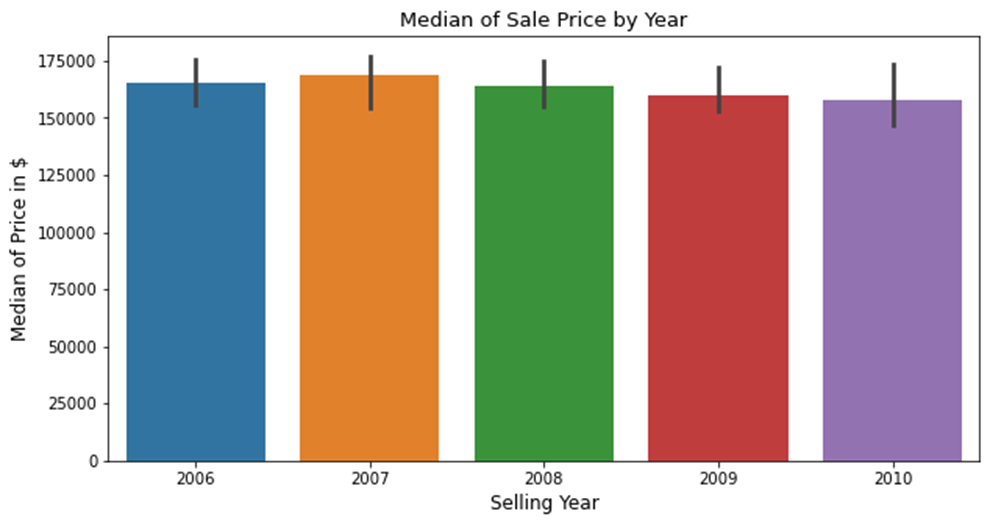 Median of Sale Price by Year
Median of Price in $
175000
150000
125000
100000
75000
50000
25000
0
2006 2007 2008 2009 2010
Selling Year